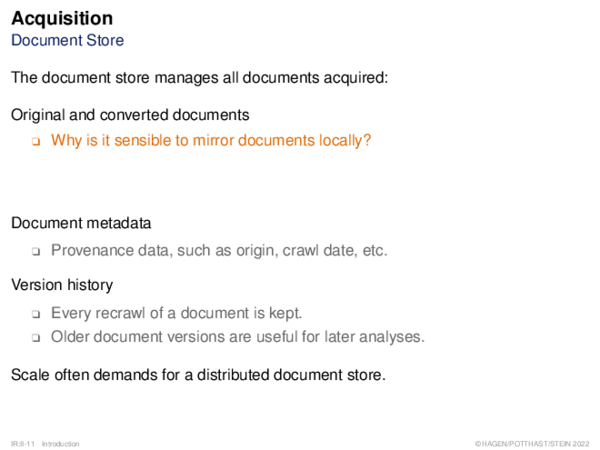 Acquisition
Document Store
The document store manages all documents acquired:
Original and converted documents
❑ Why is it sensible to mirror documents locally?
Document metadata
❑ Provenance data, such as origin, crawl date, etc.
Version history
❑ Every recrawl of a document is kept.
❑ Older document versions are useful for later analyses.
Scale often demands for a distributed document store.
IR:II-11 Introduction
©HAGEN/POTTHAST/STEIN 2022